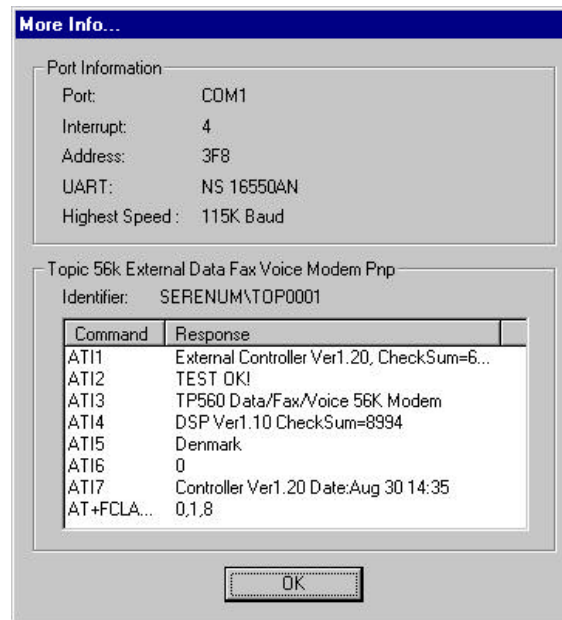 More Info...
Port Information
Port: COM1
Interrupt: 4
Address: 3F8
UART: NS 16550AN
Highest Speed : 115K Baud
Topic 56k External Data Fax Voice Modem Pnp
Identifier: SERENUM\TOP0001
Command Response
ATI1 External Controller Ver1.20, CheckSum=6...
ATI2 TEST OK!
ATI3 TP560 Data/Fax/Voice 56K Modem
ATI4 DSP Ver1.10 CheckSum=8994
ATI5 Denmark
ATI6 0
ATI7 Controller Ver1.20 Date:Aug 30 14:35
AT+FCLA... 0,1,8
OK